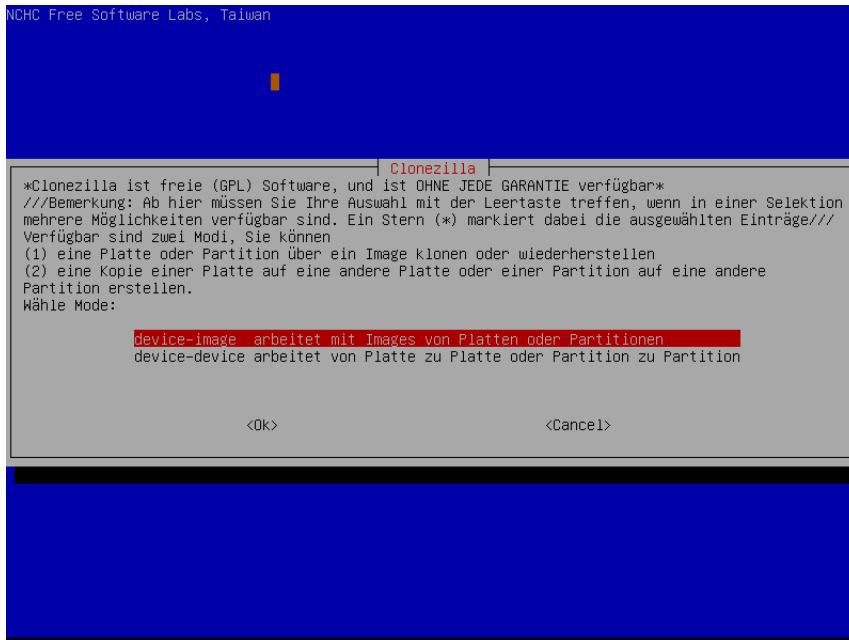 NCHC Free Software Labs, Taiwan
Clonezilla
*Clonezilla ist freie (GPL) Software, und ist OHNE JEDE GARANTIE verfügbar*
///Bemerkung: Ab hier müssen Sie Ihre Auswahl mit der Leertaste treffen, wenn in einer Selektion
mehrere Möglichkeiten verfügbar sind. Ein Stern (*) markiert dabei die ausgewählten Einträge///
Verfügbar sind zwei Modi, Sie können
(1) eine Platte oder Partition über ein Image klonen oder wiederherstellen
(2) eine Kopie einer Platte auf eine andere Platte oder einer Partition auf eine andere
Partition erstellen.
Wähle Mode:
device-image arbeitet mit Images von Platten oder Partitionen
device-device arbeitet von Platte zu Platte oder Partition zu Partition
<Ok> <Cancel>